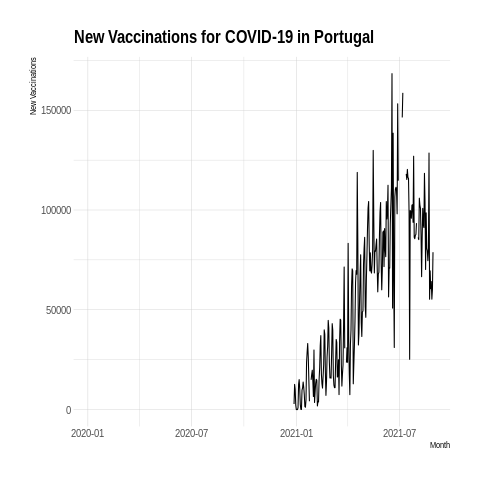 New Vaccinations for COVID-19 in Portugal
New Vaccinations
150000
100000
50000
0
2020-01 2020-07 2021-01 2021-07
Month